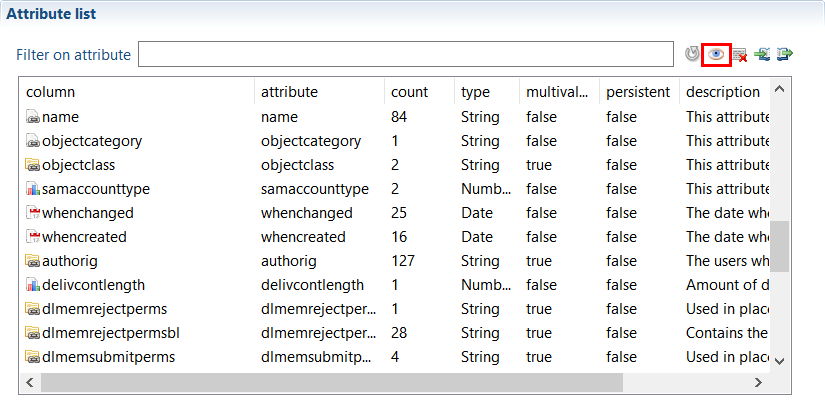 Attribute list
Filter on attribute
column attribute count type multival... persistent description
name name 84 String false false This attribute
objectcategory objectcategory 1 String false false This attribute
objectclass objectclass 2 String true false This attribute
samaccounttype samaccounttype 2 Numb... false false This attribute
whenchanged whenchanged 25 Date false false The date whe
whencreated whencreated 16 Date false false The date whe
authorig authorig 127 String true false The users wh
delivcontlength delivcontlength 1 Numb... false false Amount of d
dlmemrejectperms dlmemrejectper... 1 String true false Used in place
dlmemrejectpermsbl dlmemrejectper... 28 String true false Contains the
dlmemsubmitperms dlmemsubmitp... 4 String true false Used in place